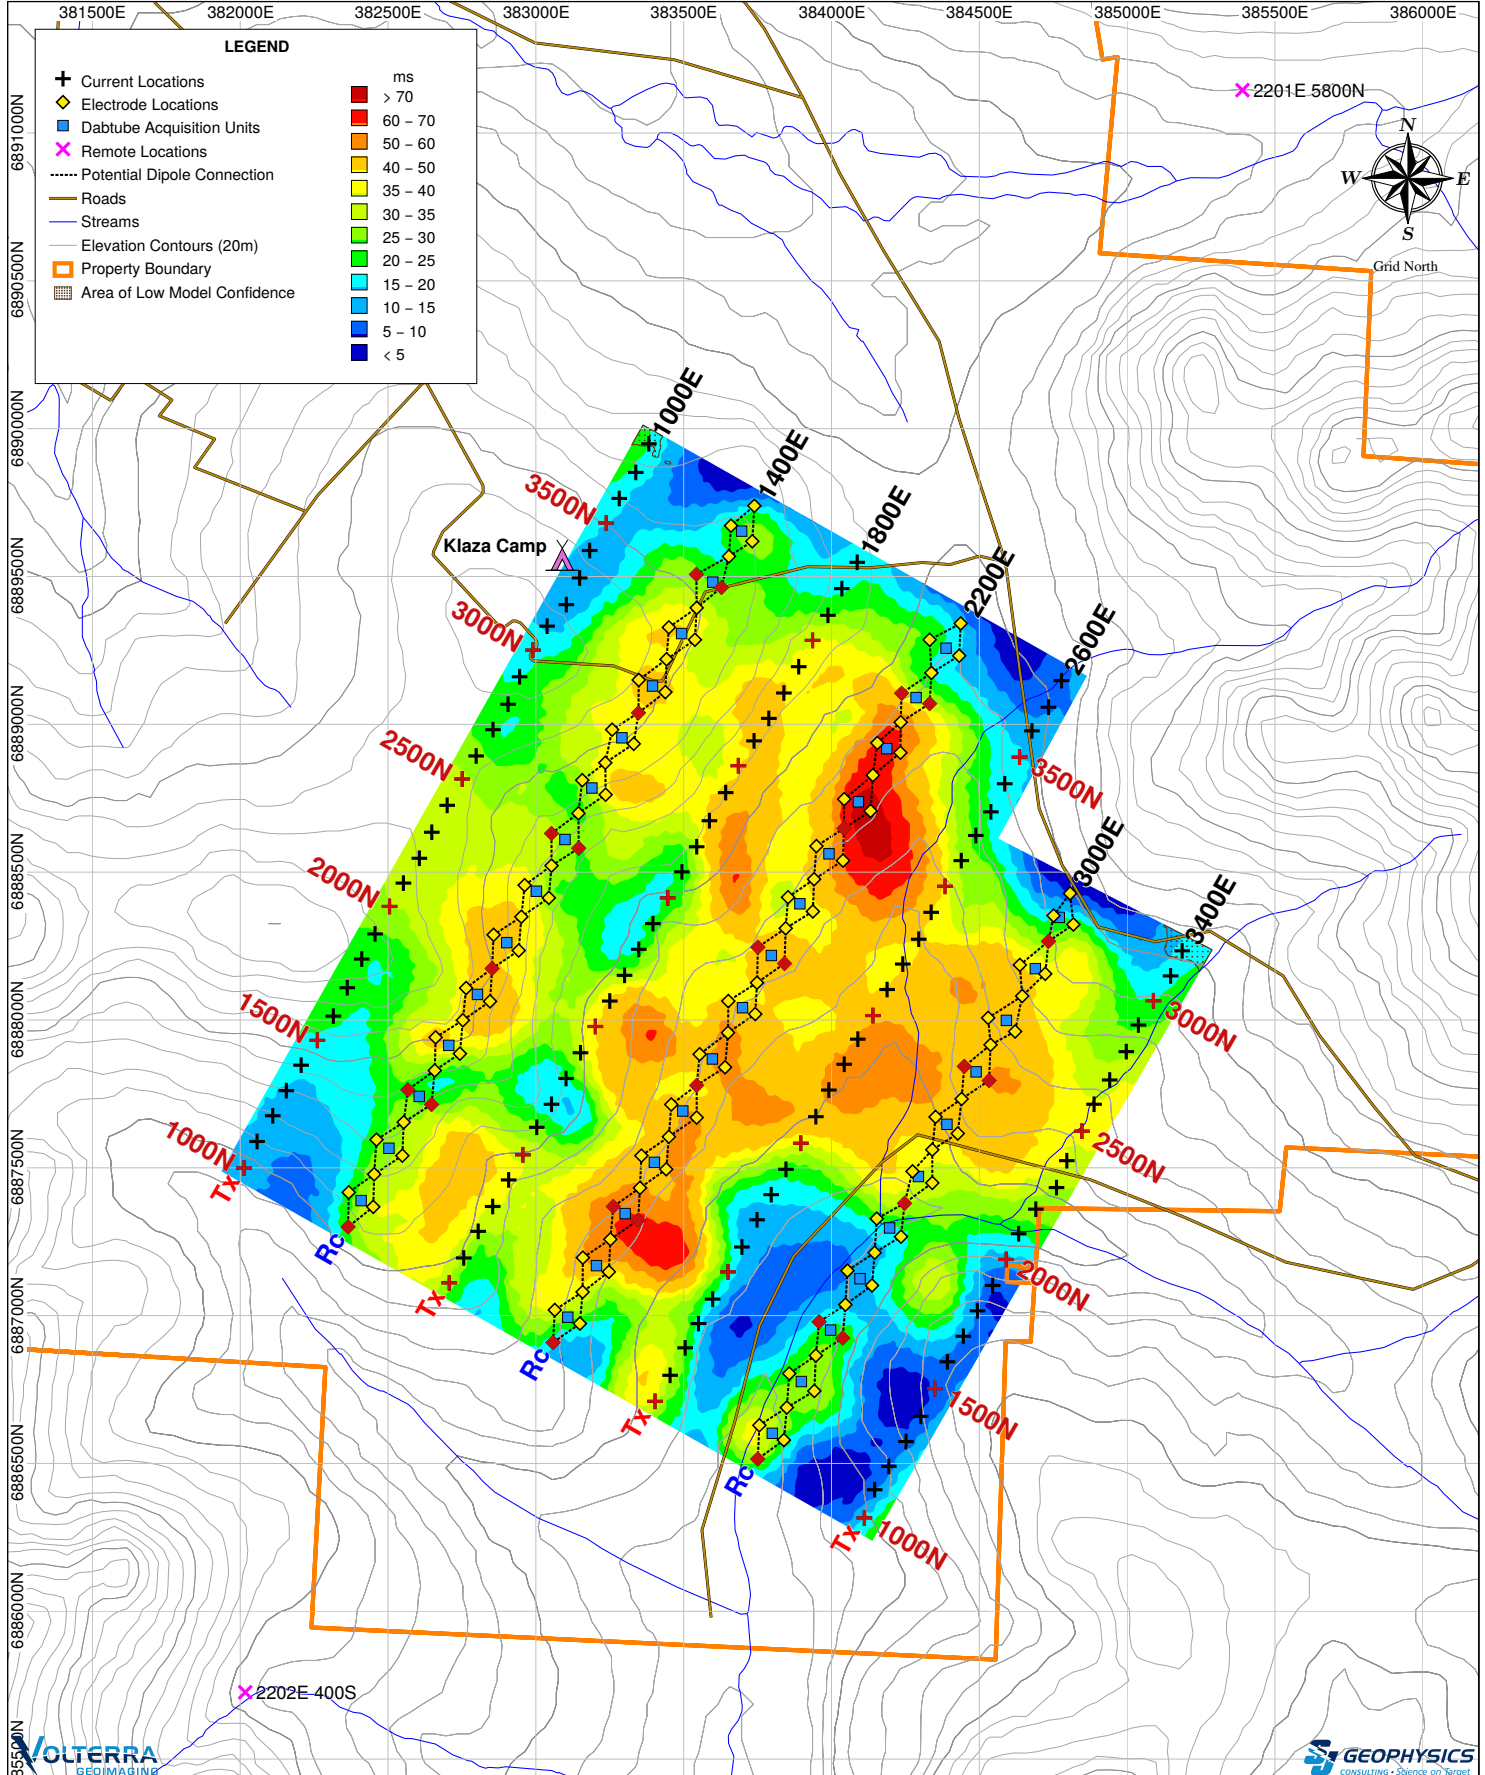 381500E 382000E 382500E 383000E 383500E 384000E 384500E 385000E 385500E 386000E
LEGEND
Current Locations
Electrode Locations
Dabtube Acquisition Units
Remote Locations
Potential Dipole Connection
Roads
Streams
Elevation Contours (20m)
Property Boundary
Area of Low Model Confidence
ms
> 70
60 – 70
50 – 60
40 – 50
35 – 40
30 – 35
25 – 30
20 – 25
15 – 20
10 – 15
5 – 10
< 5
2201E 5800N
N
W E
S
Grid North
6891000N
6890500N
6890000N
6889500N
6889000N
6888500N
6888000N
6887500N
6887000N
6886500N
6886000N
1000E
1400E
1800E
2200E
2600E
3000E
3400E
3500N
Klaza Camp
3000N
2500N
2000N
1500N
1000N
Tx
Rc
Tx
Rc
Tx
Rc
Tx
3500N
3000N
2500N
2000N
1500N
1000N
2202E 400S
VOLTERRA
GEOIMAGING
GEOPHYSICS
CONSULTING • Science on Target